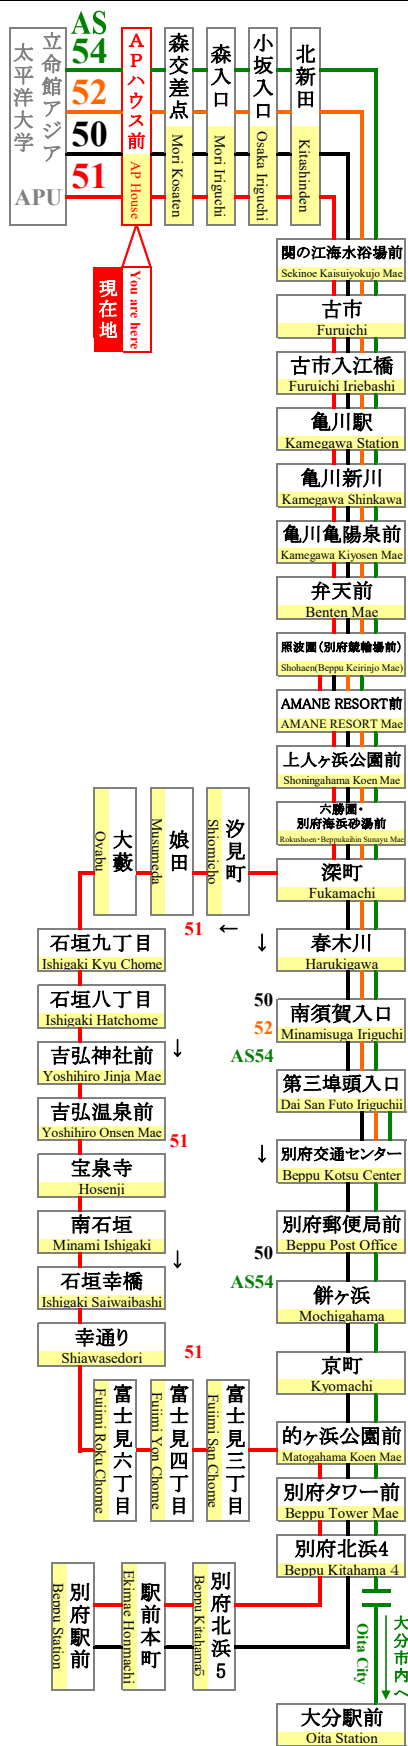 立命館アジア
太平洋大学
APU
AS
54
52
50
51
APハウス前
AP House
森交差点
Mori Kosaten
森入口
Mori Iriguchi
小坂入口
Osaka Iriguchi
北新田
Kitashinden
現在地
You are here
関の江海水浴場前
Sekinoe Kaisuiyokujo Mae
古市
Furuichi
古市入江橋
Furuichi Iriebashi
亀川駅
Kamegawa Station
亀川新川
Kamegawa Shinkawa
亀川亀陽泉前
Kamegawa Kiyosen Mae
弁天前
Benten Mae
照波園(別府競輪場前)
Shohaen(Beppu Keirinjo Mae)
AMANE RESORT前
AMANE RESORT Mae
上人ヶ浜公園前
Shoningahama Koen Mae
六勝園・
別府海浜砂湯前
Rokushoen・Beppukaihin Sunayu Mae
深町
Fukamachi
汐見町
Shiomicho
娘田
Musumeda
大藪
Oyabu
51 ←
↓
石垣九丁目
Ishigaki Kyu Chome
石垣八丁目
Ishigaki Hatchome
吉弘神社前
Yoshihiro Jinja Mae
↓
吉弘温泉前
Yoshihiro Onsen Mae
51
宝泉寺
Hosenji
南石垣
Minami Ishigaki
石垣幸橋
Ishigaki Saiwaibashi
↓
幸通り
Shiawasedori
51
富士見六丁目
Fujimi Roku Chome
富士見四丁目
Fujimi Yon Chome
富士見三丁目
Fujimi San Chome
春木川
Harukigawa
50
52
AS54
南須賀入口
Minamisuga Iriguchi
第三埠頭入口
Dai San Futo Iriguchii
↓
別府交通センター
Beppu Kotsu Center
別府郵便局前
Beppu Post Office
50
AS54
餅ヶ浜
Mochigahama
京町
Kyomachi
的ヶ浜公園前
Matogahama Koen Mae
別府タワー前
Beppu Tower Mae
別府北浜4
Beppu Kitahama 4
別府北浜5
Beppu Kitahama5
駅前本町
Ekimae Honmachi
別府駅前
Beppu Station
大分市内へ
Oita City
大分駅前
Oita Station